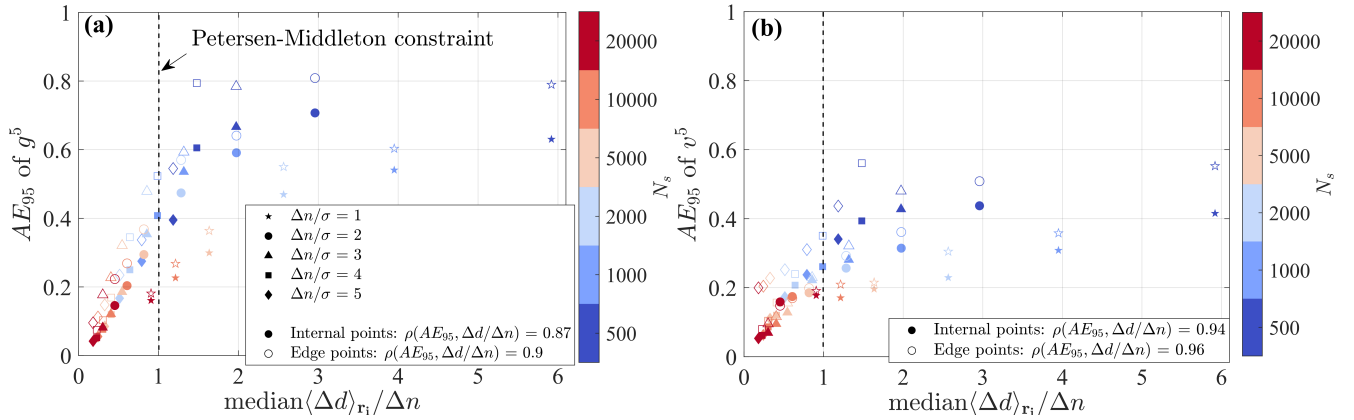 (a)
Petersen-Middleton constraint
AE₉₅ of g⁵
1
0.8
0.6
0.4
0.2
0
0 1 2 3 4 5 6
median⟨Δd⟩ᵣᵢ/Δn
Δn/σ = 1
Δn/σ = 2
Δn/σ = 3
Δn/σ = 4
Δn/σ = 5
Internal points: ρ(AE₉₅, Δd/Δn) = 0.87
Edge points: ρ(AE₉₅, Δd/Δn) = 0.9
20000
10000
5000
2000
1000
500
Nₛ
(b)
AE₉₅ of v⁵
1
0.8
0.6
0.4
0.2
0
0 1 2 3 4 5 6
median⟨Δd⟩ᵣᵢ/Δn
Internal points: ρ(AE₉₅, Δd/Δn) = 0.94
Edge points: ρ(AE₉₅, Δd/Δn) = 0.96
20000
10000
5000
2000
1000
500
Nₛ